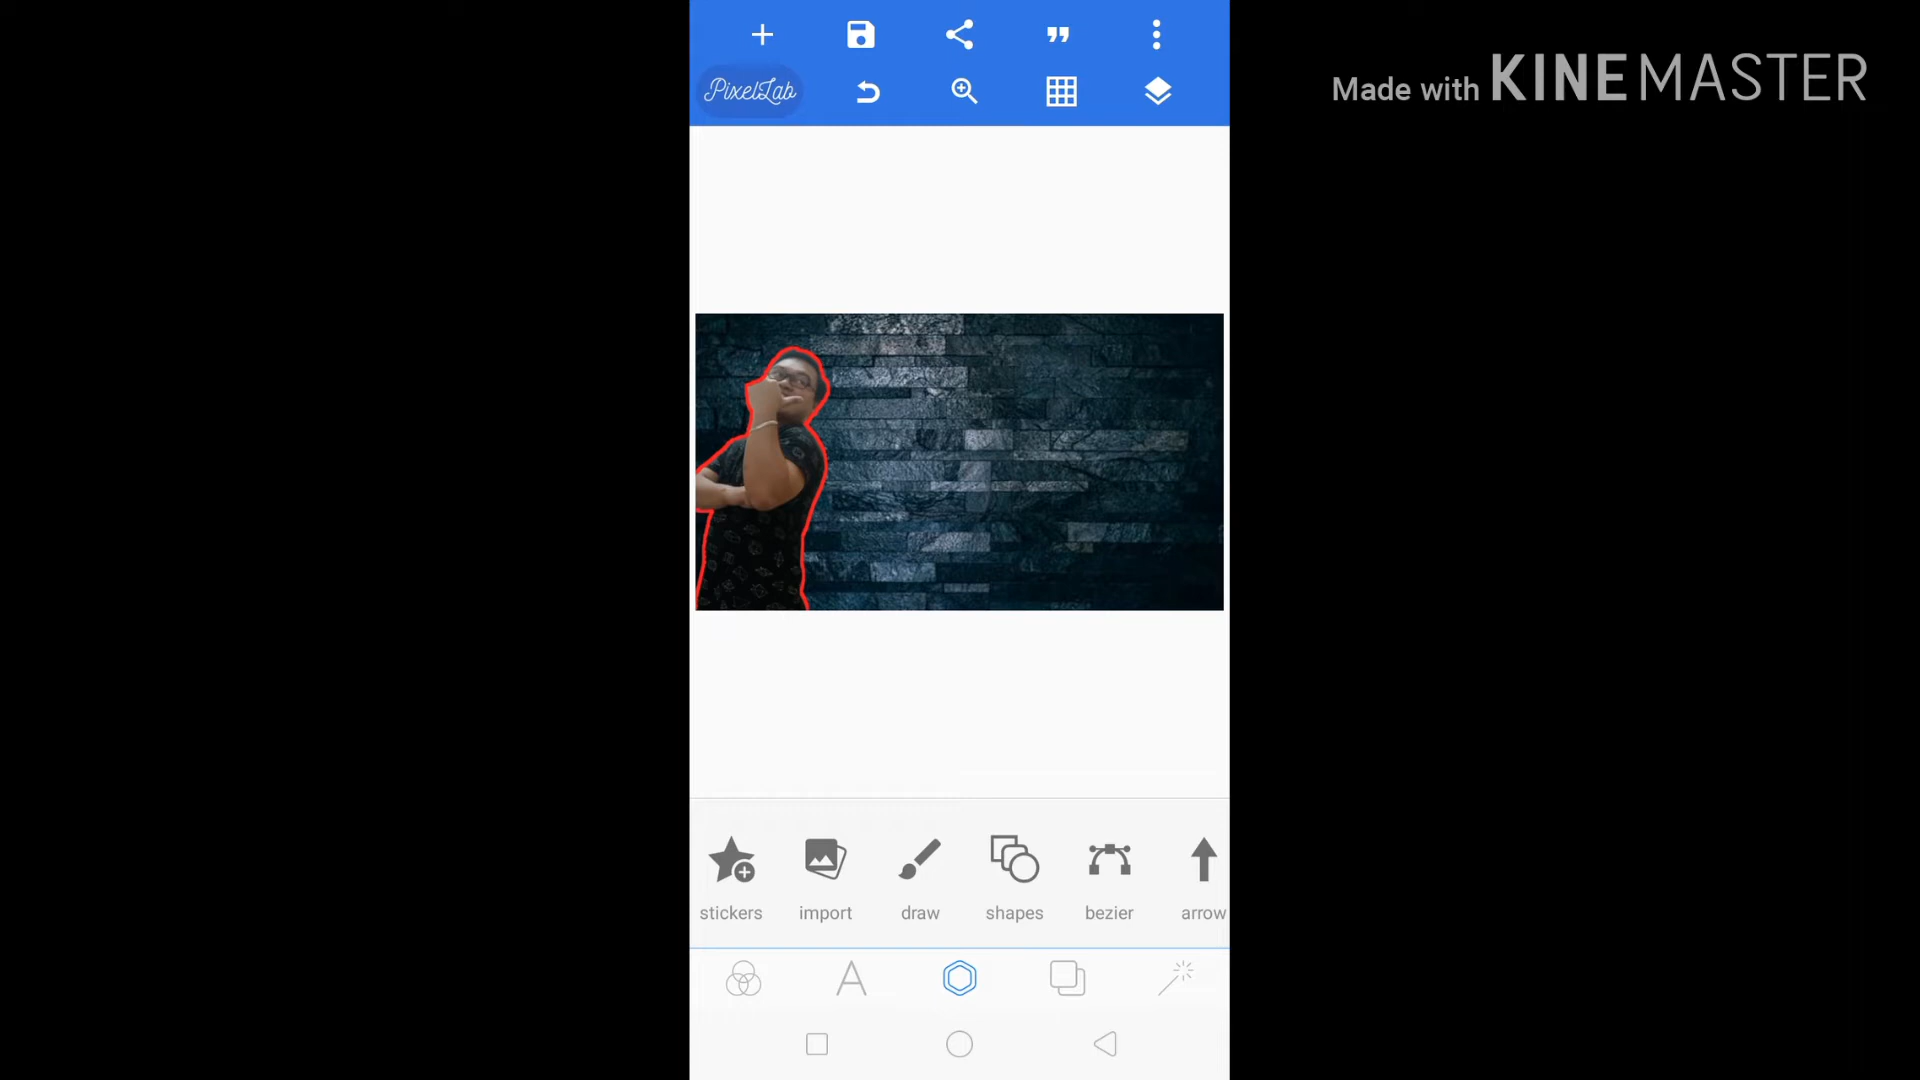 Made with KINEMASTER
PixelLab
stickers
import
draw
shapes
bezier
arrow